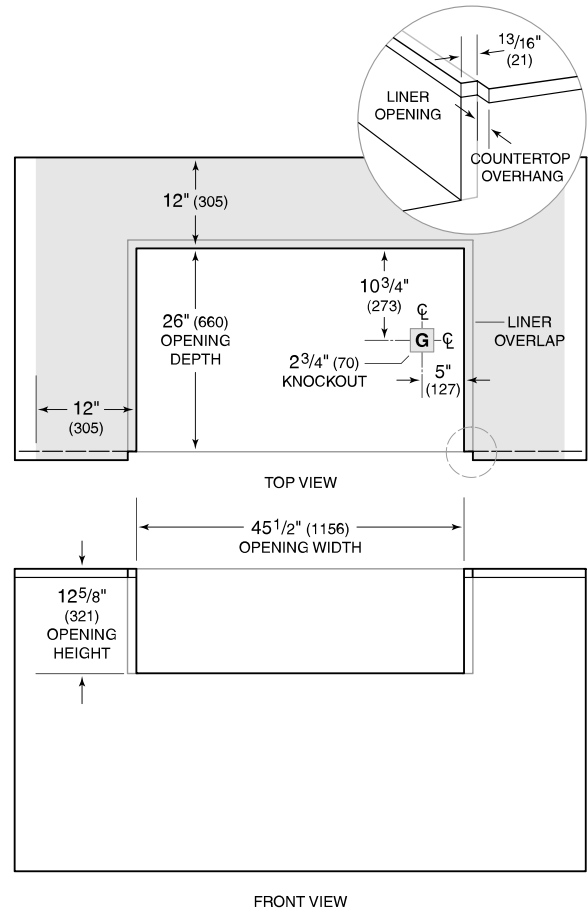 13/16"
(21)
LINER
OPENING
COUNTERTOP
OVERHANG
12" (305)
10 3/4"
(273)
26" (660)
OPENING
DEPTH
℄
G
℄
LINER
OVERLAP
2 3/4" (70)
KNOCKOUT
5"
(127)
12"
(305)
TOP VIEW
45 1/2" (1156)
OPENING WIDTH
12 5/8"
(321)
OPENING
HEIGHT
FRONT VIEW